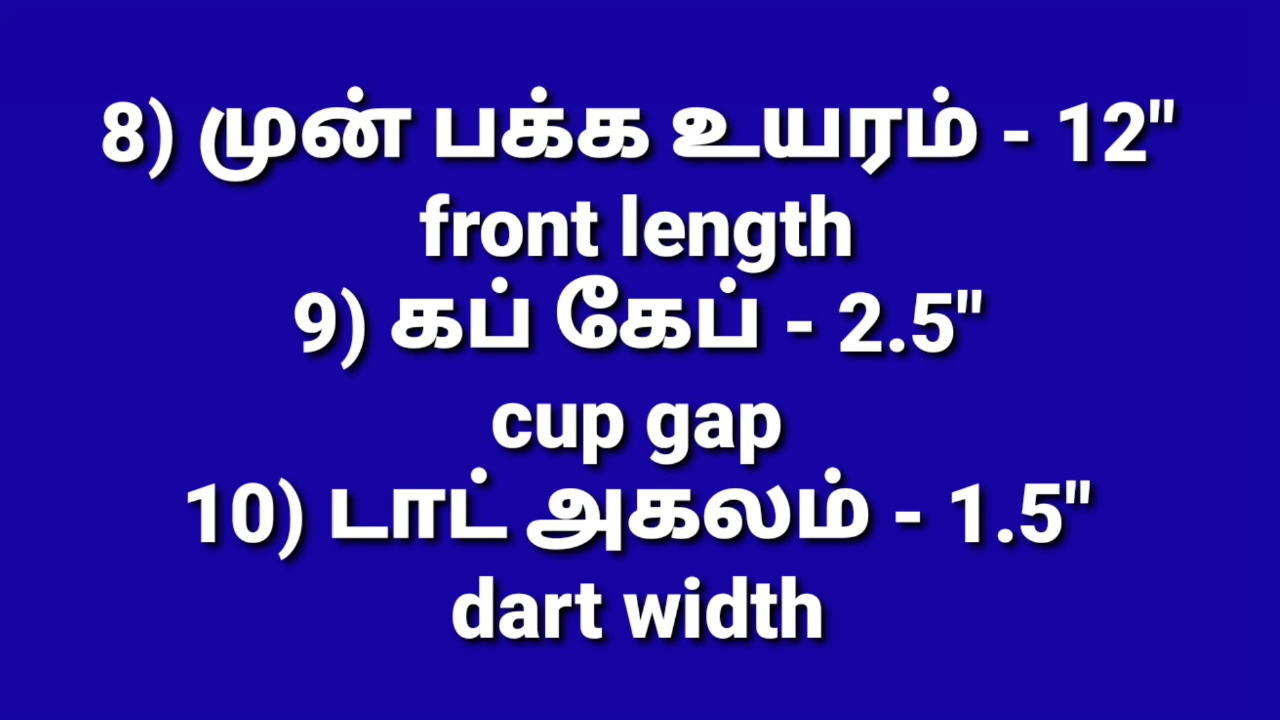 8) முன் பக்க உயரம் - 12"
front length
9) கப் கேப் - 2.5"
cup gap
10) டாட் அகலம் - 1.5"
dart width